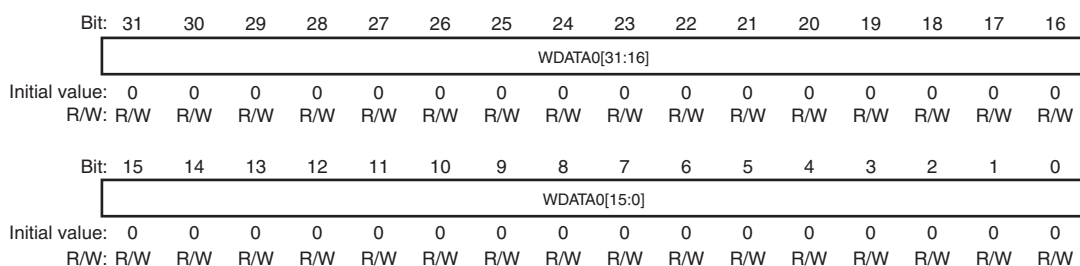 Bit: 31 30 29 28 27 26 25 24 23 22 21 20 19 18 17 16
WDATA0[31:16]
Initial value: 0 0 0 0 0 0 0 0 0 0 0 0 0 0 0 0
R/W: R/W R/W R/W R/W R/W R/W R/W R/W R/W R/W R/W R/W R/W R/W R/W R/W
Bit: 15 14 13 12 11 10 9 8 7 6 5 4 3 2 1 0
WDATA0[15:0]
Initial value: 0 0 0 0 0 0 0 0 0 0 0 0 0 0 0 0
R/W: R/W R/W R/W R/W R/W R/W R/W R/W R/W R/W R/W R/W R/W R/W R/W R/W